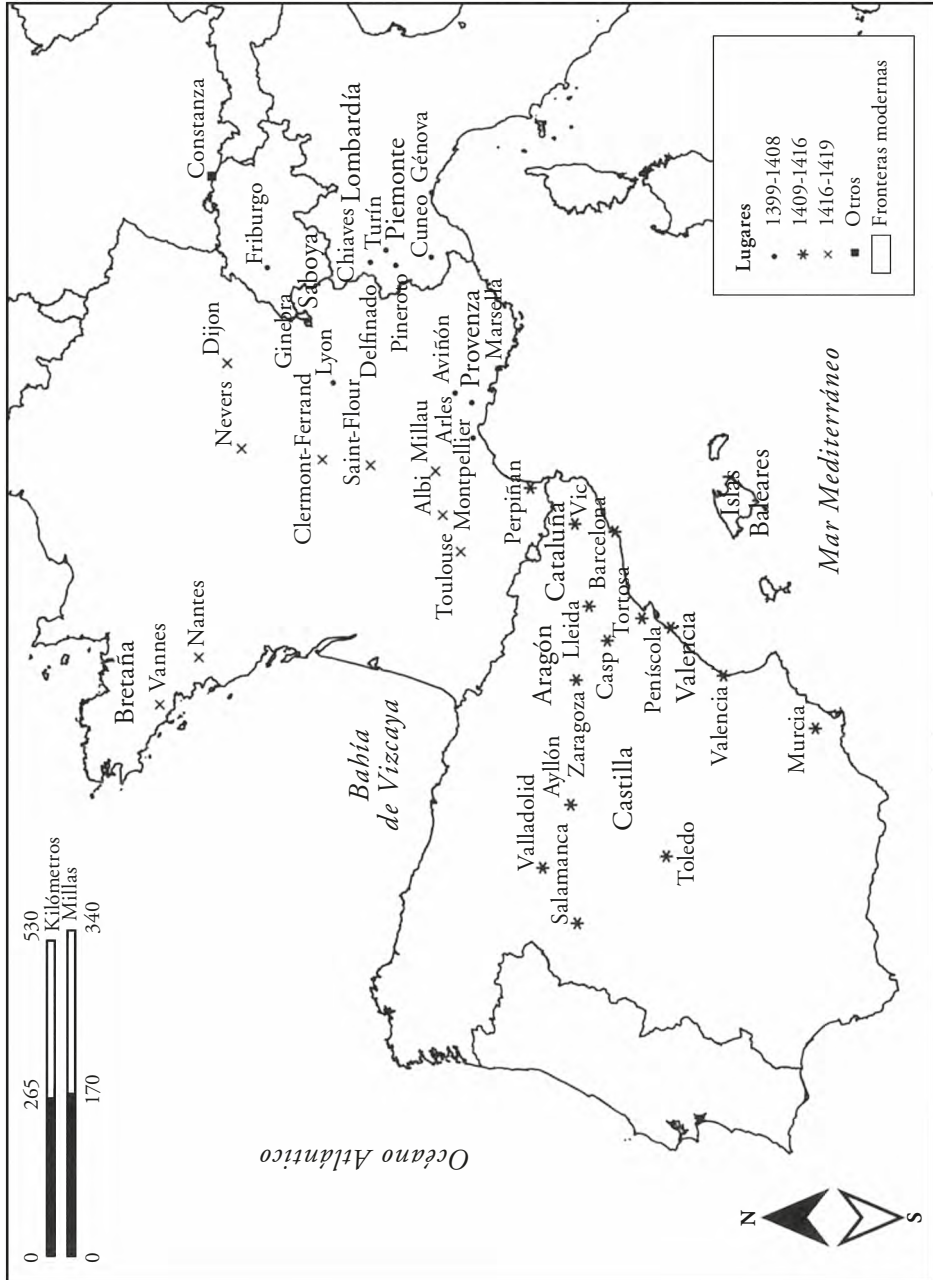 0 265 530
Kilómetros
Millas
0 170 340
Océano Atlántico
Bahía
de Vizcaya
Mar Mediterráneo
Bretaña
Vannes
Nantes
Nevers
Dijon
Constanza
Friburgo
Ginebra
Saboya
Clermont-Ferrand
Lyon
Chiaves
Lombardía
Saint-Flour
Delfinado
Turín
Pineroto
Piemonte
Cuneo
Génova
Albi
Millau
Aviñón
Toulouse
Montpellier
Arles
Provenza
Marsella
Perpiñán
Cataluña
Vic
Aragón
Lleida
Barcelona
Valladolid
Ayllón
Zaragoza
Casp
Tortosa
Salamanca
Castilla
Peníscola
Valencia
Toledo
Valencia
Murcia
Islas
Baleares
N
S
Lugares
1399-1408
1409-1416
1416-1419
Otros
Fronteras modernas